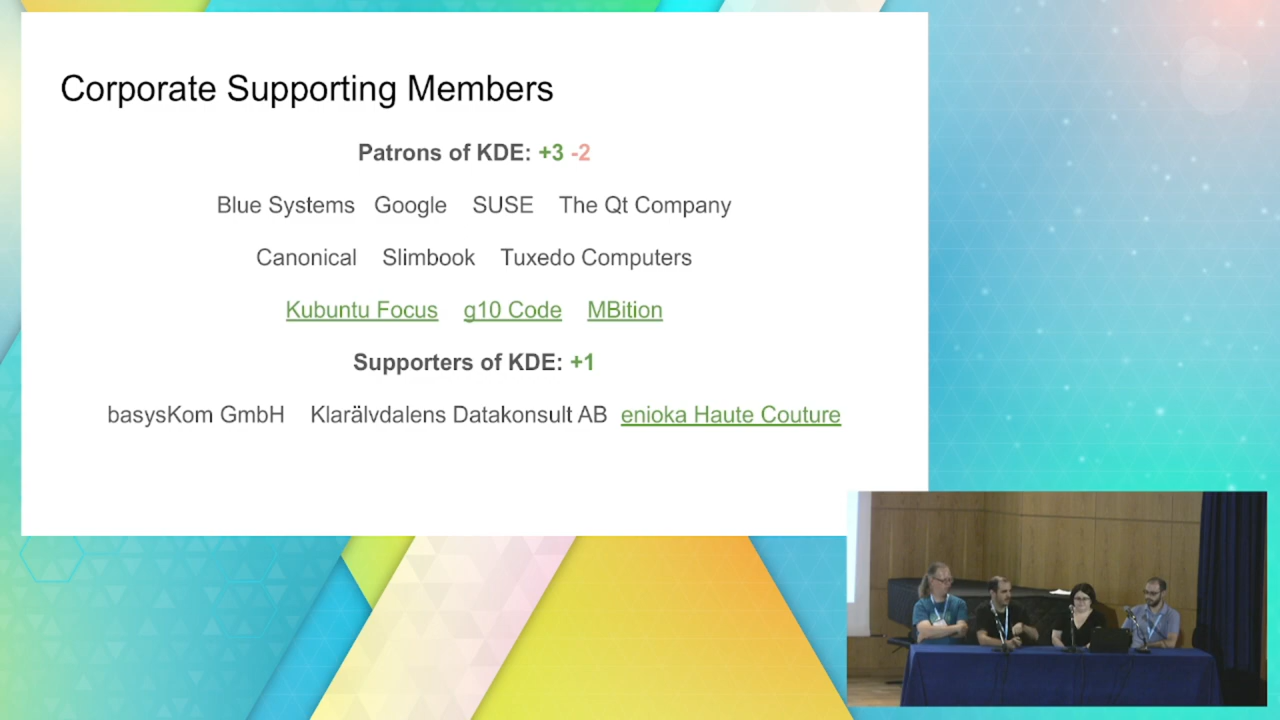 Corporate Supporting Members
Patrons of KDE: +3 -2
Blue Systems Google SUSE The Qt Company
Canonical Slimbook Tuxedo Computers
Kubuntu Focus g10 Code MBition
Supporters of KDE: +1
basysKom GmbH Klarälvdalens Datakonsult AB enioka Haute Couture